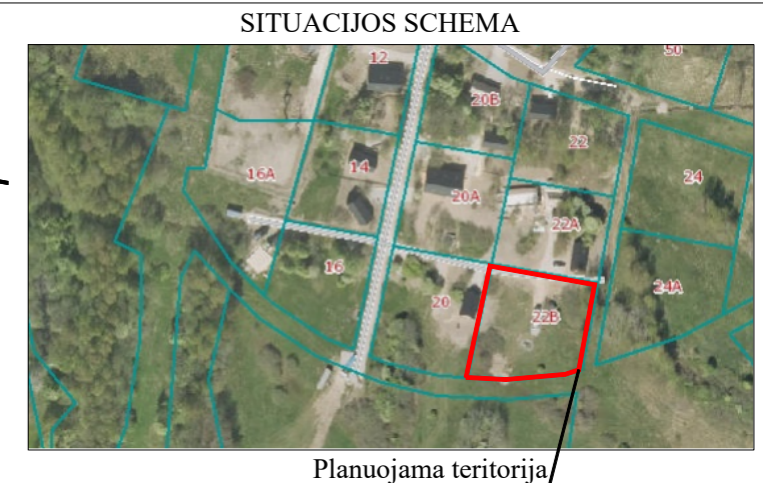 SITUACIJOS SCHEMA
12
50
20B
22
14
16A
24
20A
22A
16
24A
20
22B
Planuojama teritorija